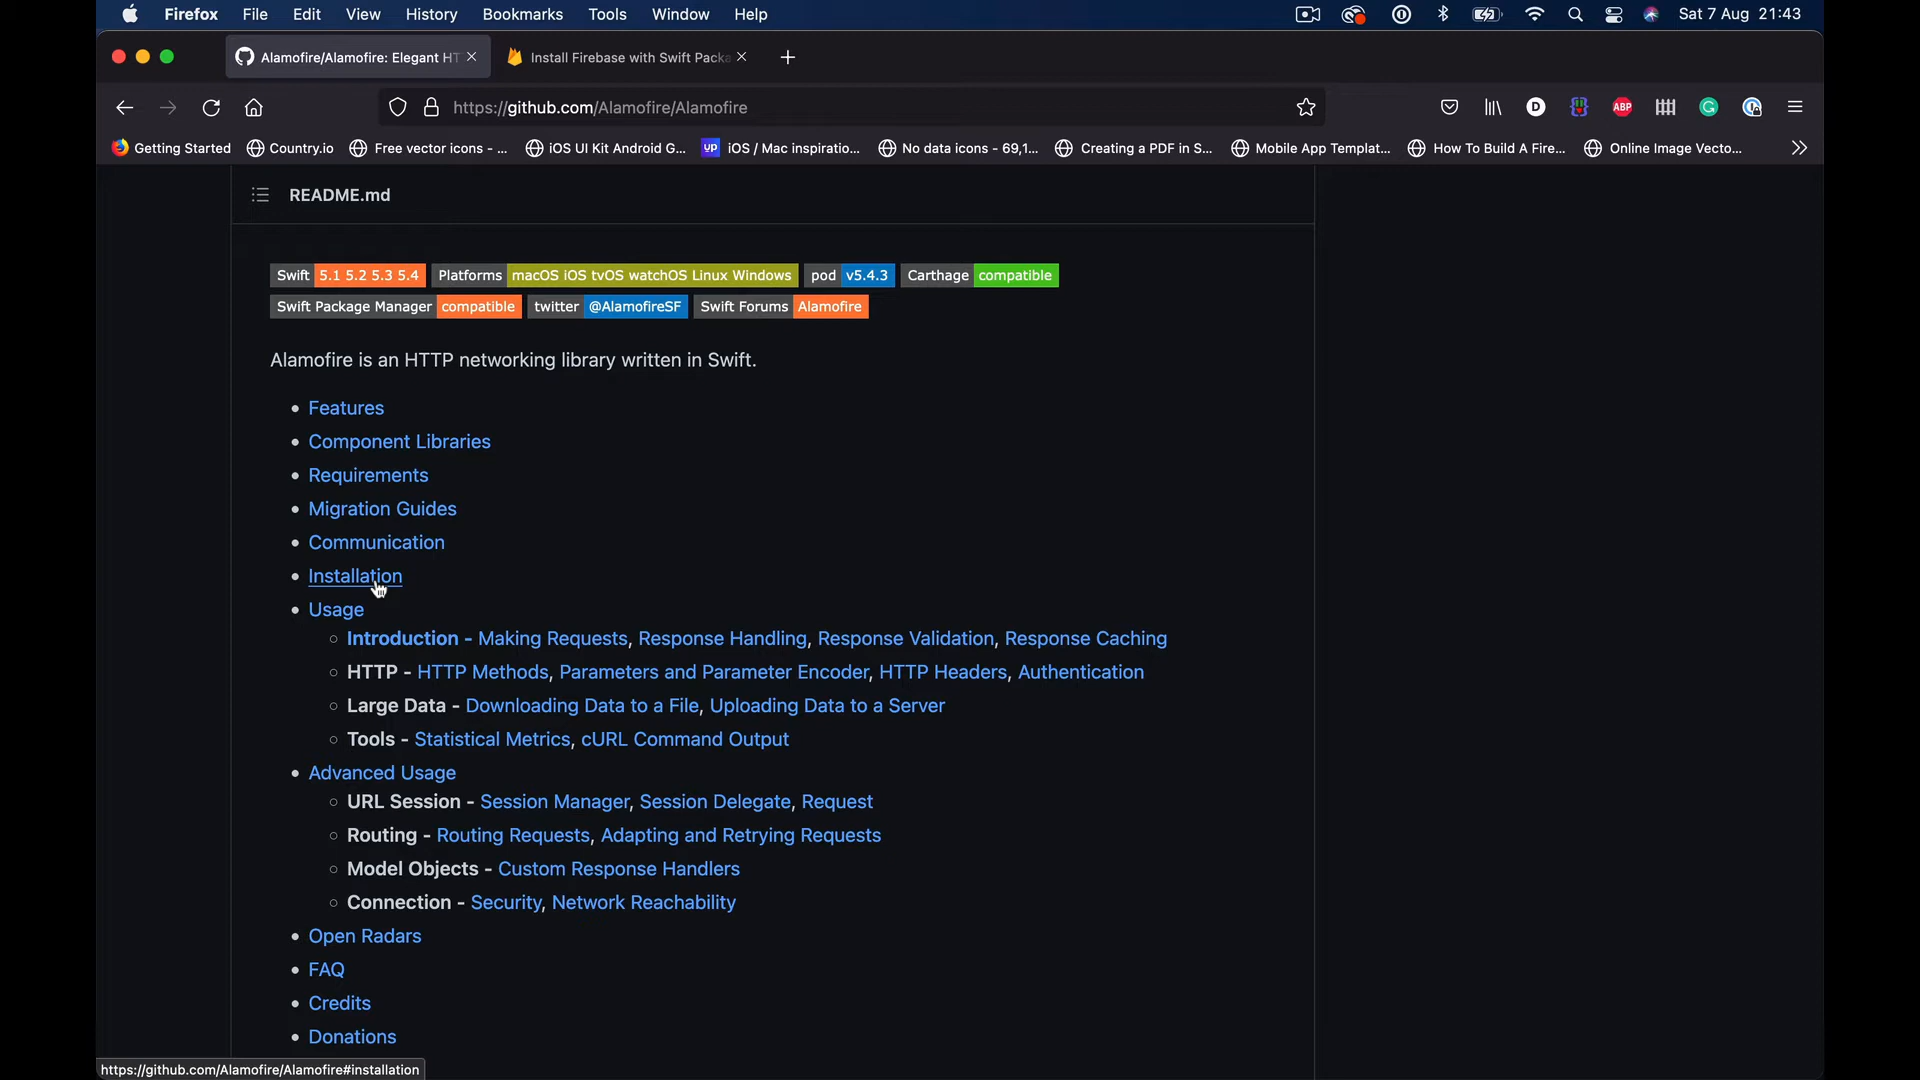 Firefox File Edit View History Bookmarks Tools Window Help Sat 7 Aug 21:43
Alamofire/Alamofire: Elegant HT Install Firebase with Swift Packa
https://github.com/Alamofire/Alamofire D ABP G
Getting Started Country.io Free vector icons - ... iOS UI Kit Android G... up iOS / Mac inspiratio... No data icons - 69,1... Creating a PDF in S... Mobile App Templat... How To Build A Fire... Online Image Vecto...
README.md
Swift 5.1 5.2 5.3 5.4 Platforms macOS iOS tvOS watchOS Linux Windows pod v5.4.3 Carthage compatible
Swift Package Manager compatible twitter @AlamofireSF Swift Forums Alamofire
Alamofire is an HTTP networking library written in Swift.
Features
Component Libraries
Requirements
Migration Guides
Communication
Installation
Usage
Introduction - Making Requests, Response Handling, Response Validation, Response Caching
HTTP - HTTP Methods, Parameters and Parameter Encoder, HTTP Headers, Authentication
Large Data - Downloading Data to a File, Uploading Data to a Server
Tools - Statistical Metrics, cURL Command Output
Advanced Usage
URL Session - Session Manager, Session Delegate, Request
Routing - Routing Requests, Adapting and Retrying Requests
Model Objects - Custom Response Handlers
Connection - Security, Network Reachability
Open Radars
FAQ
Credits
Donations
https://github.com/Alamofire/Alamofire#installation